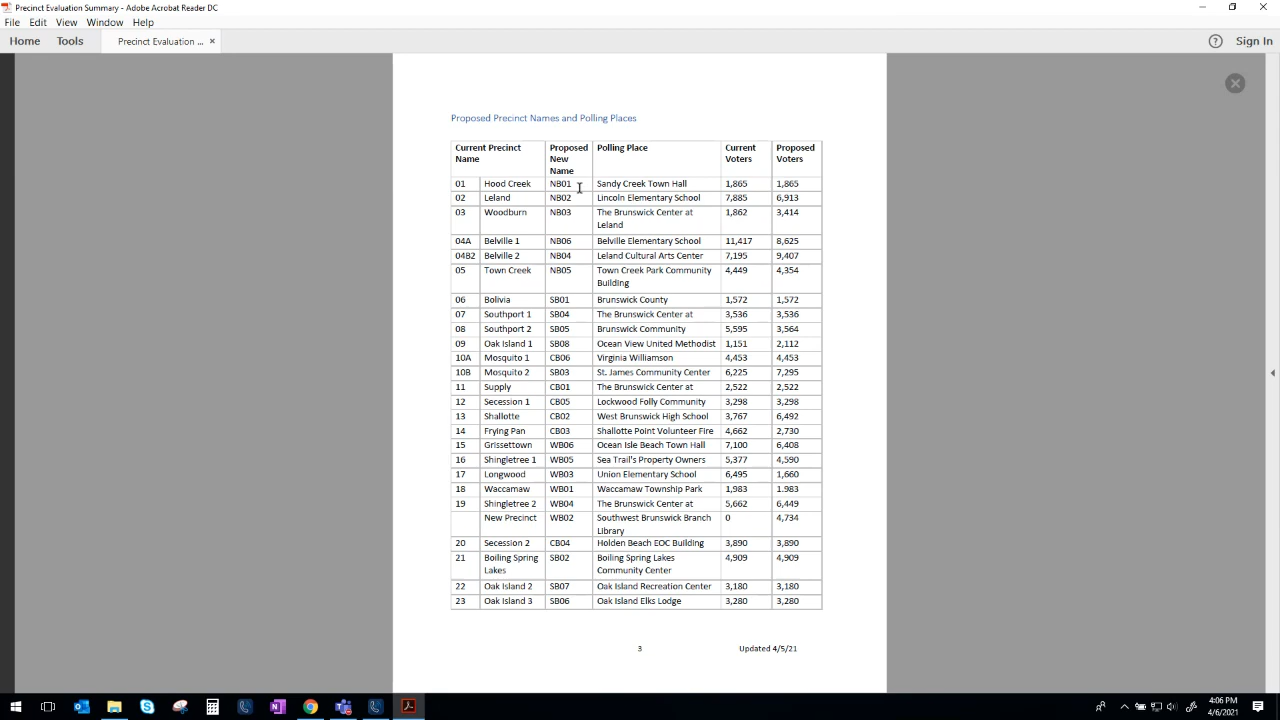 Precinct Evaluation Summary - Adobe Acrobat Reader DC
File Edit View Window Help
Home Tools Precinct Evaluation ... × ? Sign In
Proposed Precinct Names and Polling Places
Current Precinct Name Proposed New Name Polling Place Current Voters Proposed Voters
01 Hood Creek NB01 Sandy Creek Town Hall 1,865 1,865
02 Leland NB02 Lincoln Elementary School 7,885 6,913
03 Woodburn NB03 The Brunswick Center at Leland 1,862 3,414
04A Belville 1 NB06 Belville Elementary School 11,417 8,625
04B2 Belville 2 NB04 Leland Cultural Arts Center 7,195 9,407
05 Town Creek NB05 Town Creek Park Community Building 4,449 4,354
06 Bolivia SB01 Brunswick County 1,572 1,572
07 Southport 1 SB04 The Brunswick Center at 3,536 3,536
08 Southport 2 SB05 Brunswick Community 5,595 3,564
09 Oak Island 1 SB08 Ocean View United Methodist 1,151 2,112
10A Mosquito 1 CB06 Virginia Williamson 4,453 4,453
10B Mosquito 2 SB03 St. James Community Center 6,225 7,295
11 Supply CB01 The Brunswick Center at 2,522 2,522
12 Secession 1 CB05 Lockwood Folly Community 3,298 3,298
13 Shallotte CB02 West Brunswick High School 3,767 6,492
14 Frying Pan CB03 Shallotte Point Volunteer Fire 4,662 2,730
15 Grissettown WB06 Ocean Isle Beach Town Hall 7,100 6,408
16 Shingletree 1 WB05 Sea Trail's Property Owners 5,377 4,590
17 Longwood WB03 Union Elementary School 6,495 1,660
18 Waccamaw WB01 Waccamaw Township Park 1,983 1.983
19 Shingletree 2 WB04 The Brunswick Center at 5,662 6,449
New Precinct WB02 Southwest Brunswick Branch Library 0 4,734
20 Secession 2 CB04 Holden Beach EOC Building 3,890 3,890
21 Boiling Spring Lakes SB02 Boiling Spring Lakes Community Center 4,909 4,909
22 Oak Island 2 SB07 Oak Island Recreation Center 3,180 3,180
23 Oak Island 3 SB06 Oak Island Elks Lodge 3,280 3,280
3 Updated 4/5/21
4:06 PM
4/6/2021